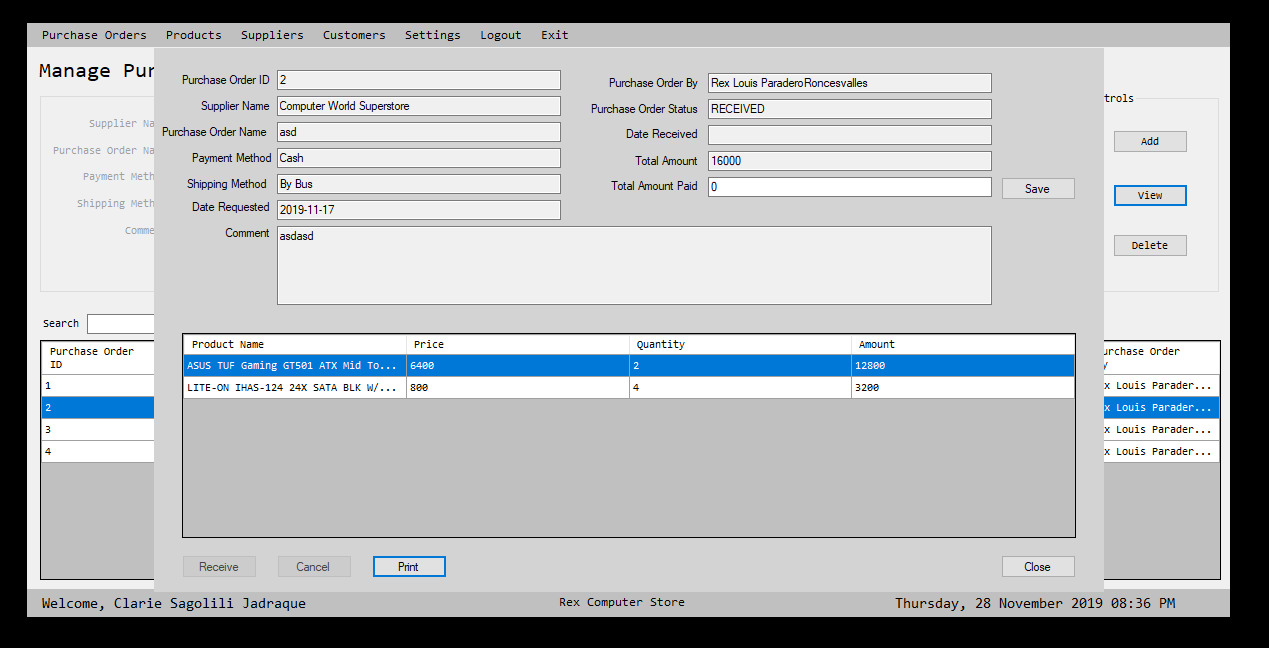 Purchase Orders Products Suppliers Customers Settings Logout Exit
Manage Pur
Purchase Order ID 2
Supplier Name Computer World Superstore
Purchase Order Name asd
Payment Method Cash
Shipping Method By Bus
Date Requested 2019-11-17
Comment asdasd
Purchase Order By Rex Louis ParaderoRoncesvalles
Purchase Order Status RECEIVED
Date Received
Total Amount 16000
Total Amount Paid 0 Save
Supplier Na
Purchase Order Na
Payment Meth
Shipping Meth
Comme
trols
Add
View
Delete
Search
Purchase Order
ID
1
2
3
4
Product Name Price Quantity Amount
ASUS TUF Gaming GT501 ATX Mid To... 6400 2 12800
LITE-ON IHAS-124 24X SATA BLK W/... 800 4 3200
urchase Order
y
x Louis Parader...
x Louis Parader...
x Louis Parader...
x Louis Parader...
Receive Cancel Print Close
Welcome, Clarie Sagolili Jadraque Rex Computer Store Thursday, 28 November 2019 08:36 PM